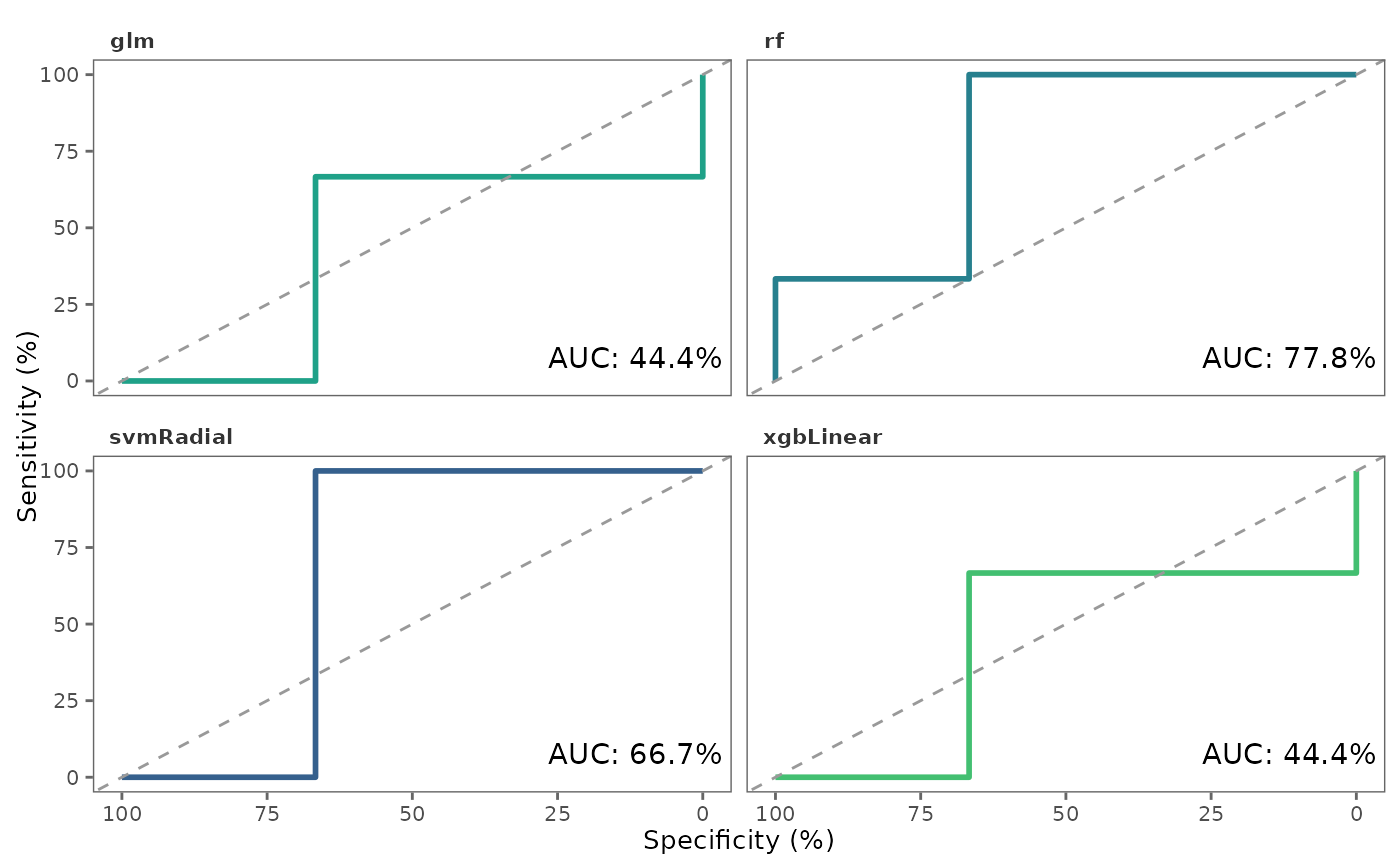 glm
rf
100
75
50
25
0
AUC: 44.4%
AUC: 77.8%
Sensitivity (%)
svmRadial
xgbLinear
100
75
50
25
0
AUC: 66.7%
AUC: 44.4%
100 75 50 25 0 100 75 50 25 0
Specificity (%)